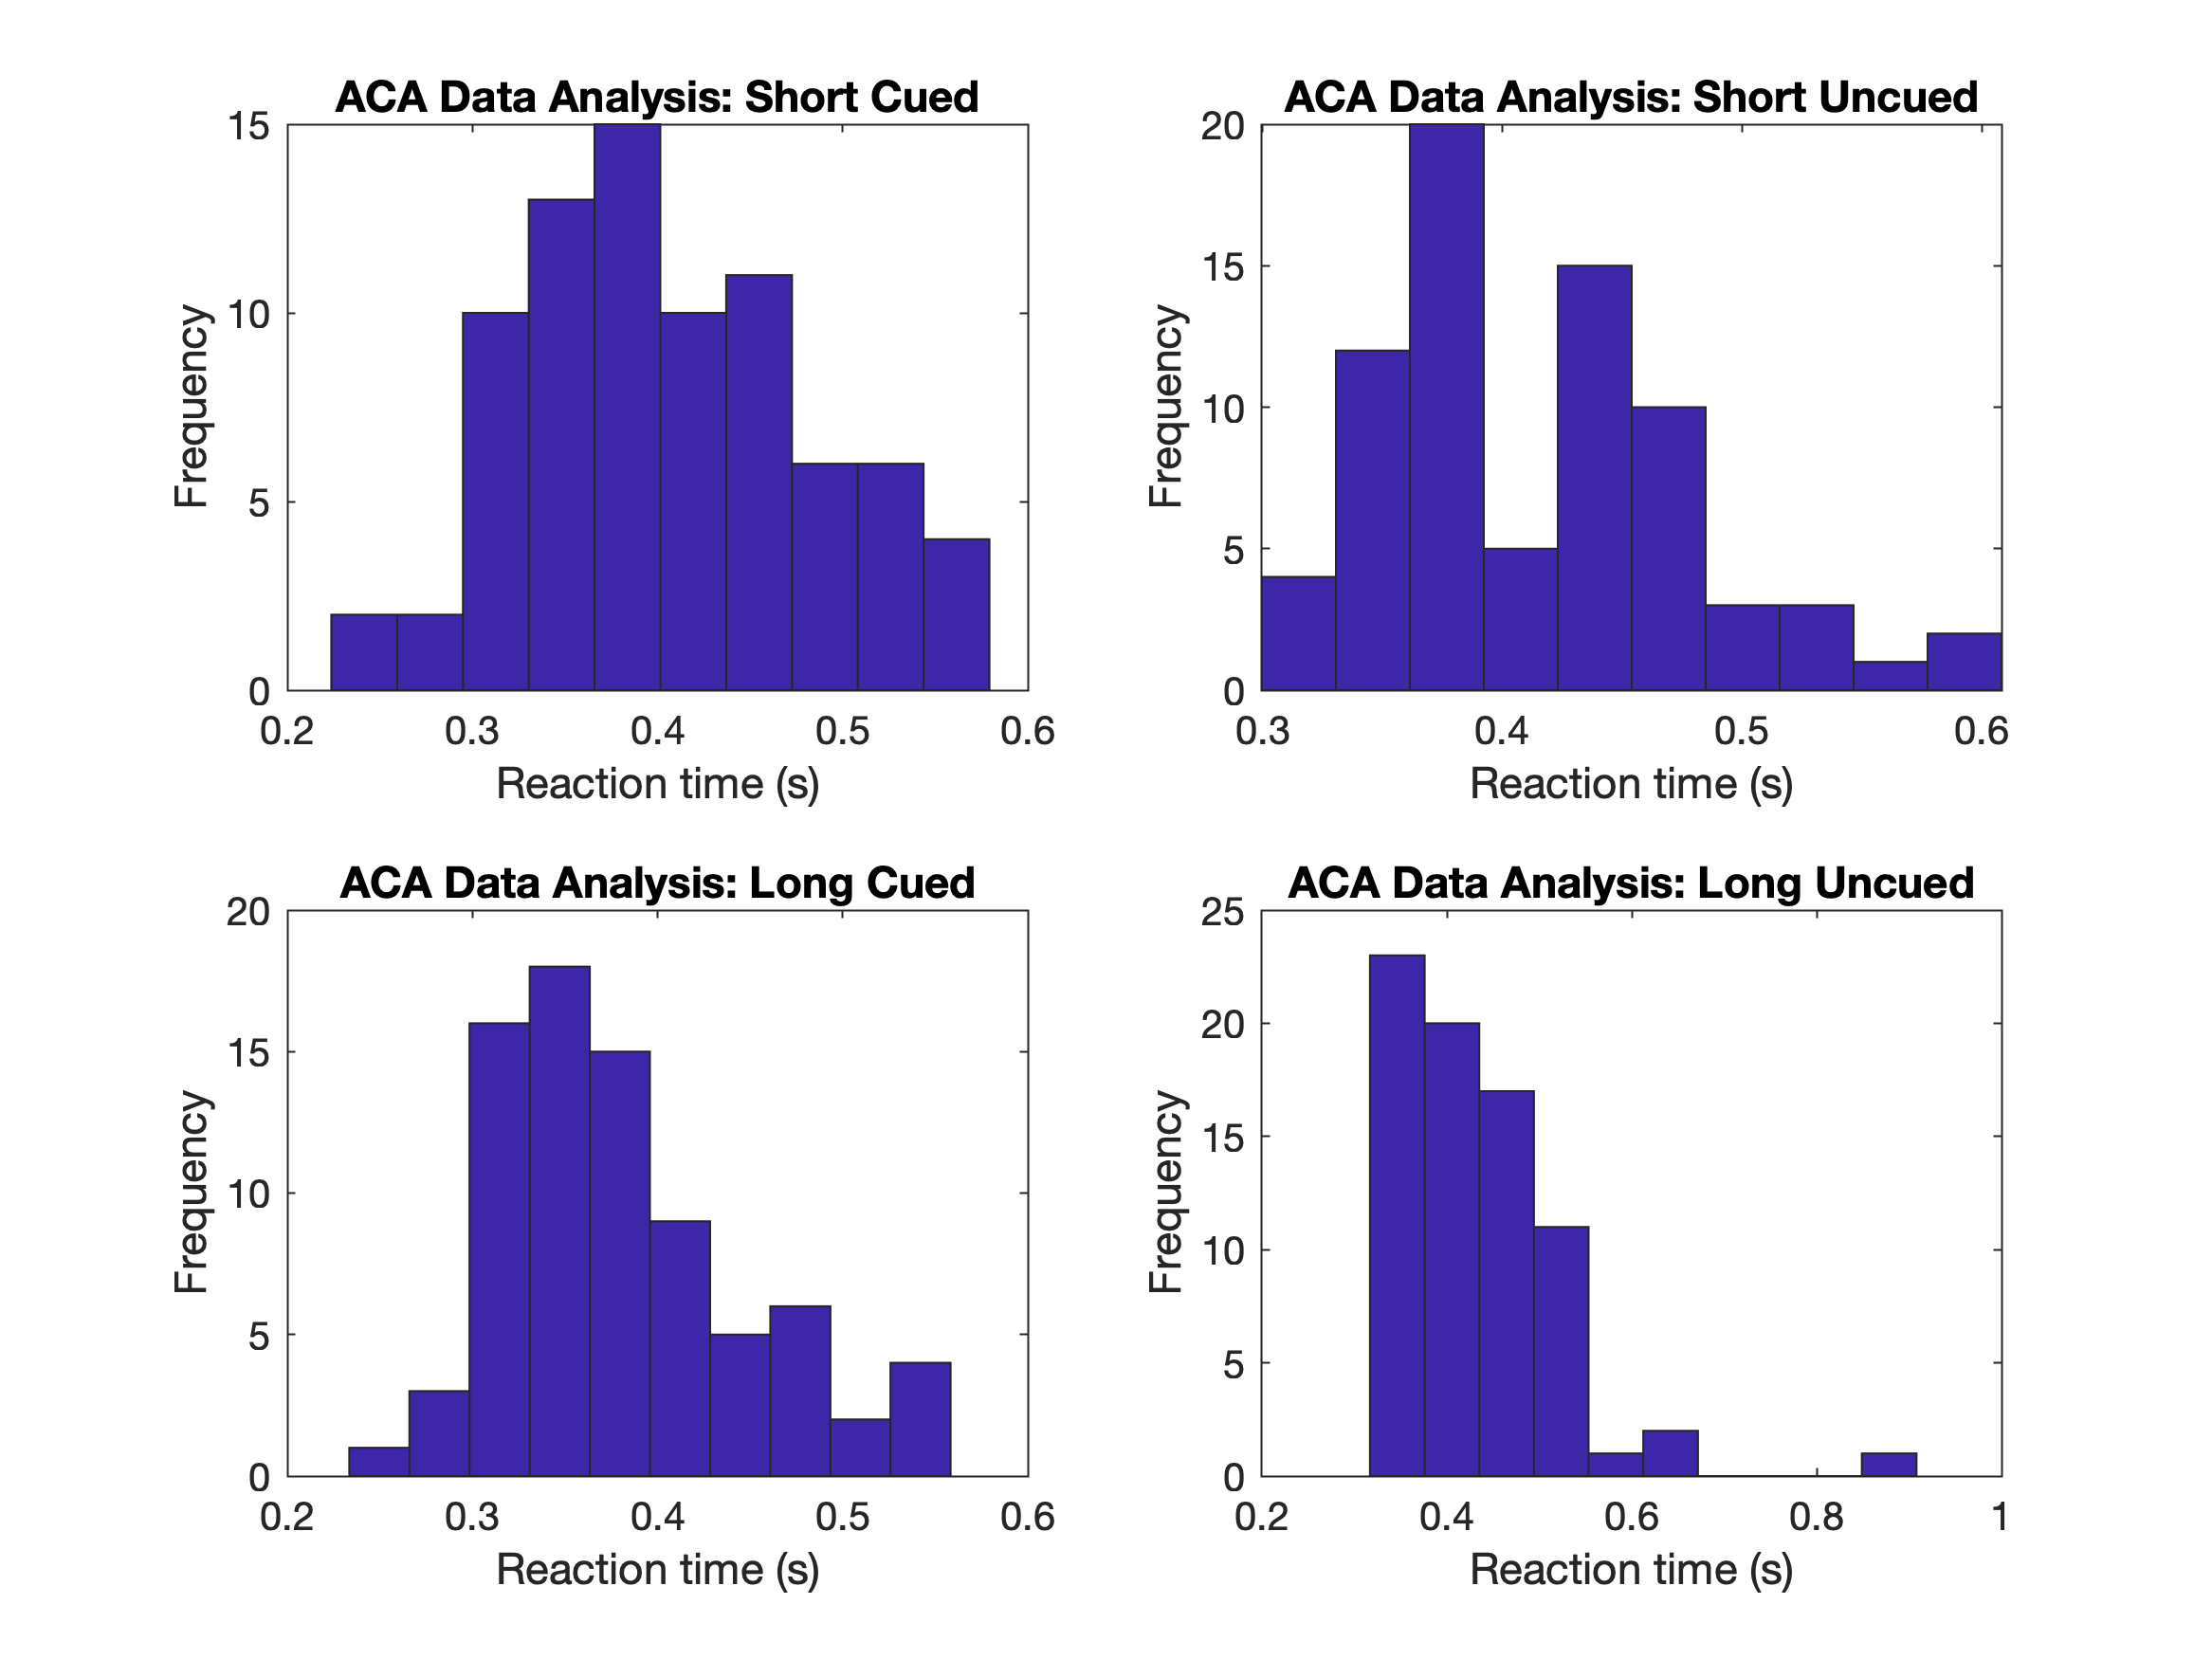 ACA Data Analysis: Short Cued
15
10
5
0
Frequency
0.2 0.3 0.4 0.5 0.6
Reaction time (s)
ACA Data Analysis: Short Uncued
20
15
10
5
0
Frequency
0.3 0.4 0.5 0.6
Reaction time (s)
ACA Data Analysis: Long Cued
20
15
10
5
0
Frequency
0.2 0.3 0.4 0.5 0.6
Reaction time (s)
ACA Data Analysis: Long Uncued
25
20
15
10
5
0
Frequency
0.2 0.4 0.6 0.8 1
Reaction time (s)